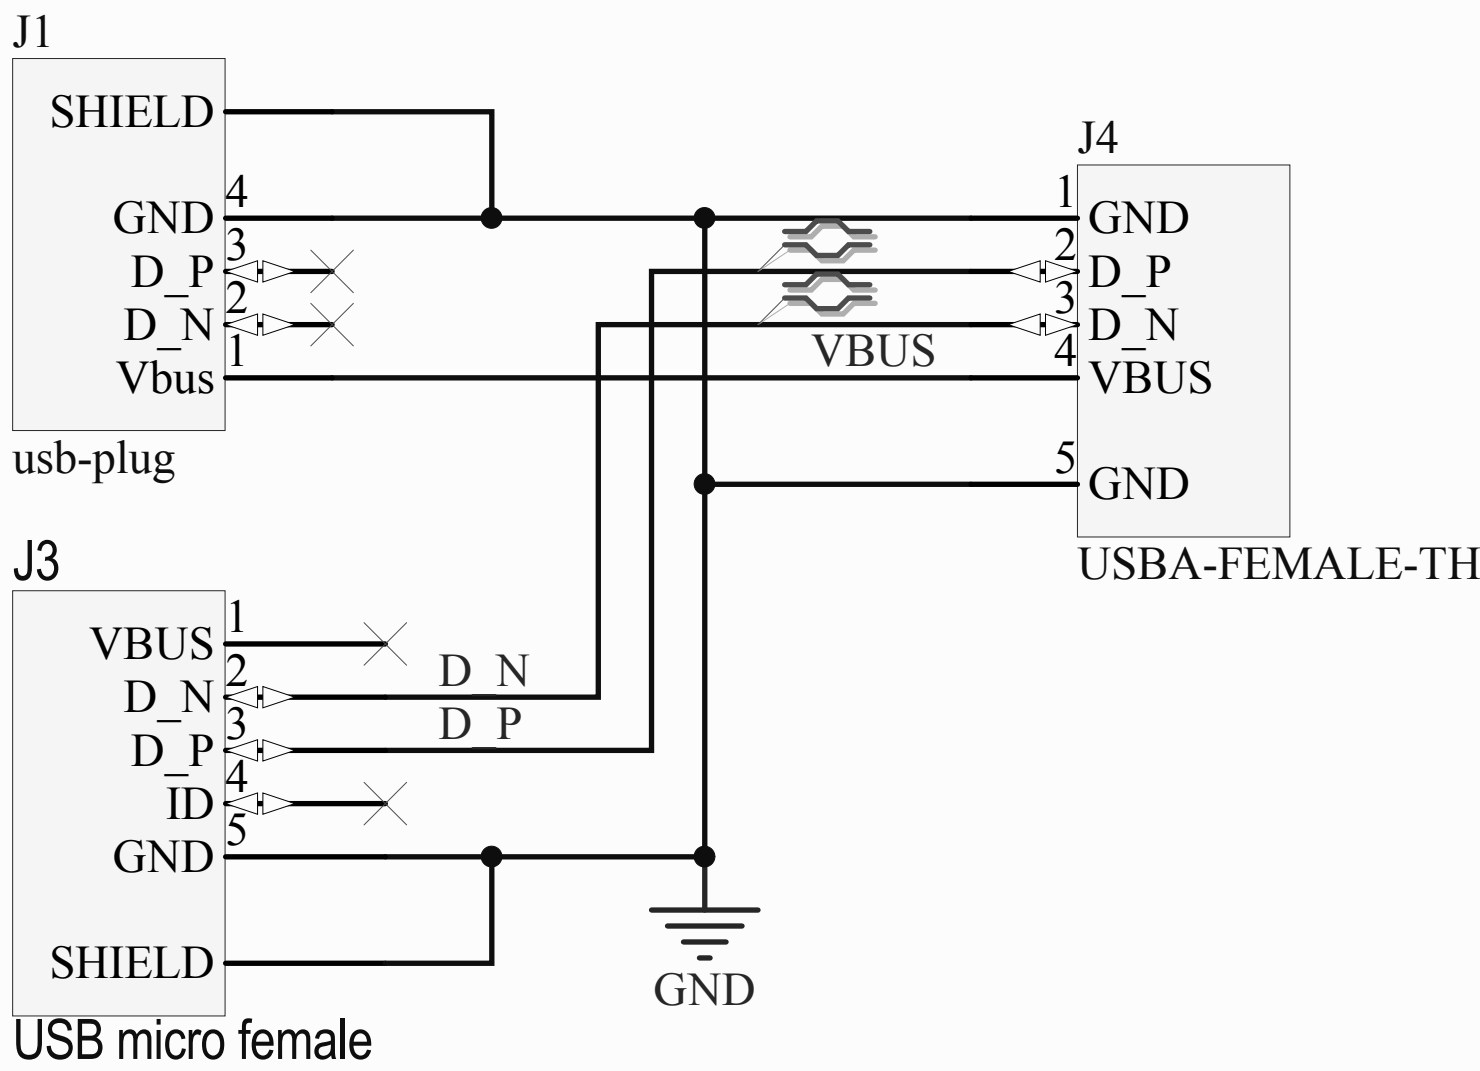 J1
SHIELD
4
GND
3
D_P
2
D_N
1
Vbus
usb-plug
J4
1
GND
2
D_P
3
D_N
VBUS
4
VBUS
5
GND
USBA-FEMALE-TH
J3
1
VBUS
2
D_N
D_N
3
D_P
D_P
4
ID
5
GND
SHIELD
GND
USB micro female